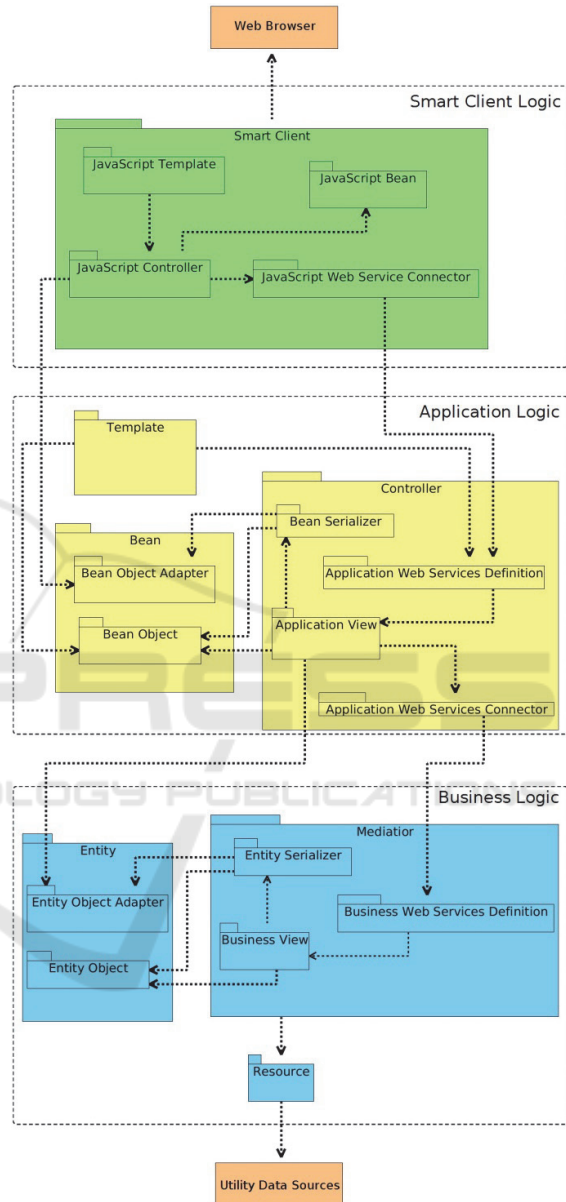 Web Browser
Smart Client Logic
Smart Client
JavaScript Template
JavaScript Bean
JavaScript Controller
JavaScript Web Service Connector
Application Logic
Template
Controller
Bean Serializer
Bean
Bean Object Adapter
Application Web Services Definition
Bean Object
Application View
Application Web Services Connector
PRESS
OLOGY PUBLICATIONS
Business Logic
Mediatior
Entity
Entity Serializer
Entity Object Adapter
Business Web Services Definition
Business View
Entity Object
Resource
Utility Data Sources